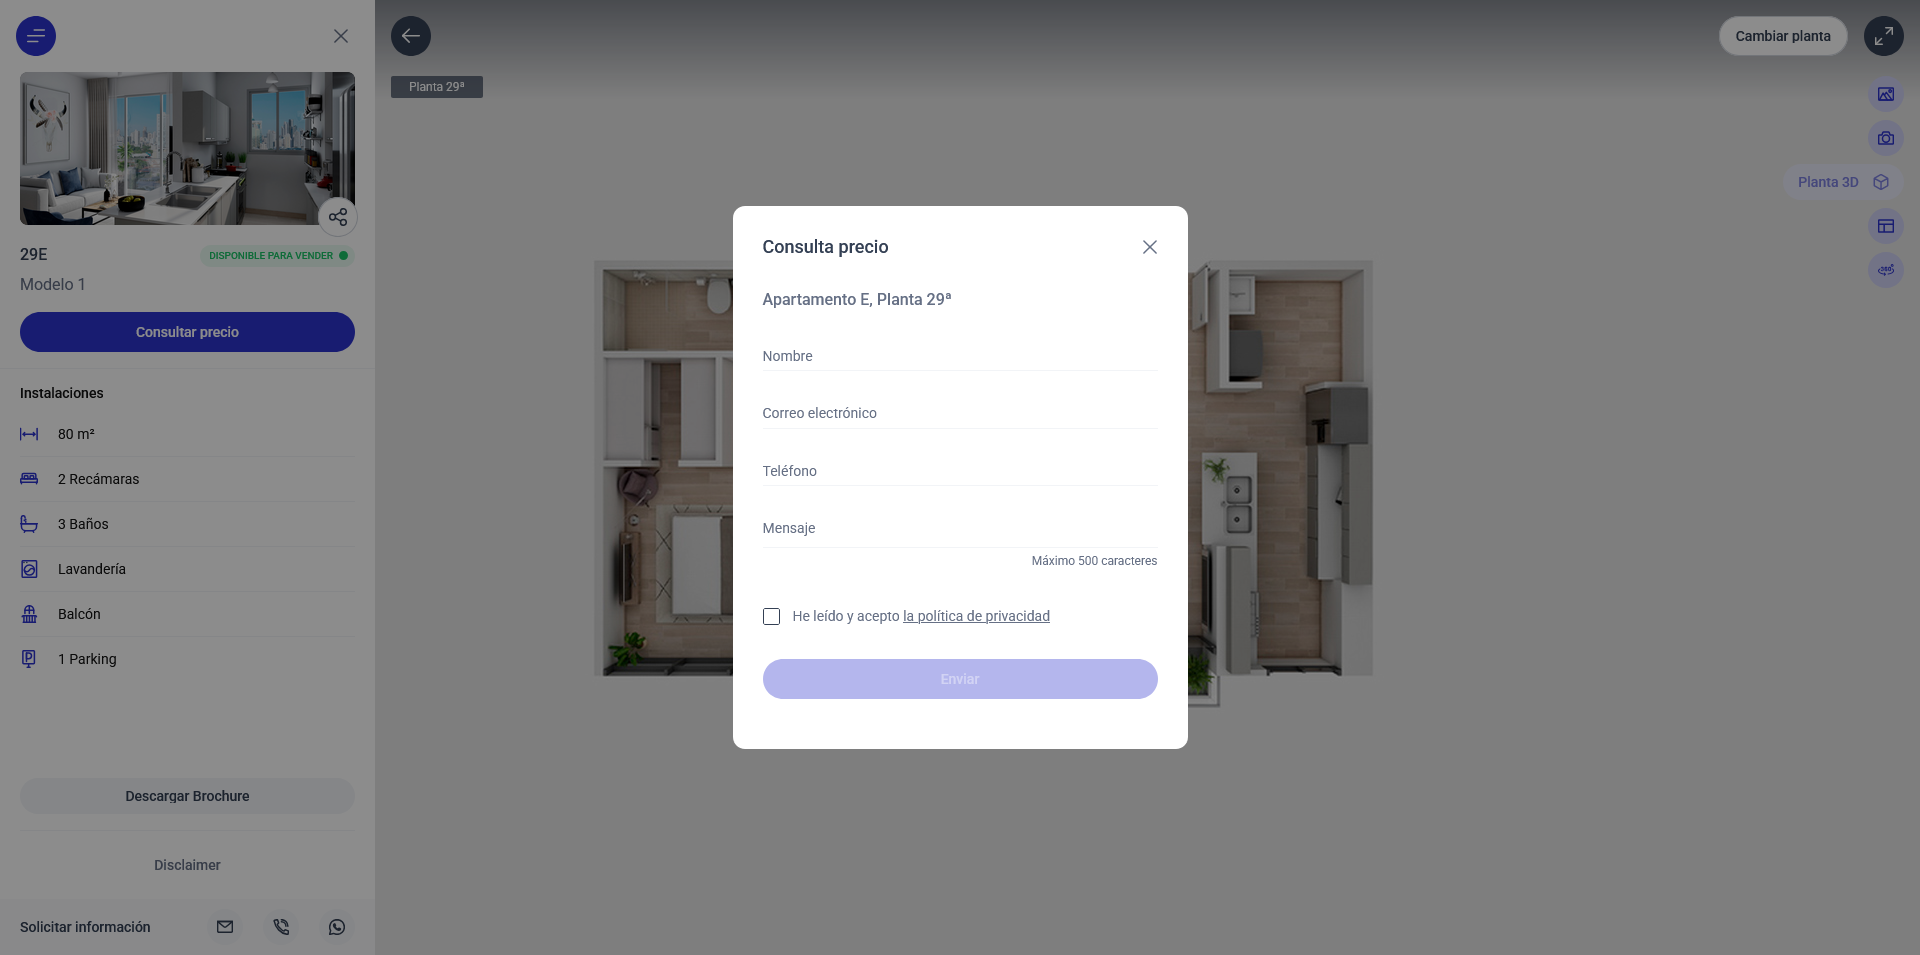 Cambiar planta
Planta 29ª
Planta 3D
360°
29E
DISPONIBLE PARA VENDER
Modelo 1
Consultar precio
Instalaciones
80 m²
2 Recámaras
3 Baños
Lavandería
Balcón
1 Parking
Descargar Brochure
Disclaimer
Solicitar información
Consulta precio
Apartamento E, Planta 29ª
Nombre
Correo electrónico
Teléfono
Mensaje
Máximo 500 caracteres
He leído y acepto la política de privacidad
Enviar